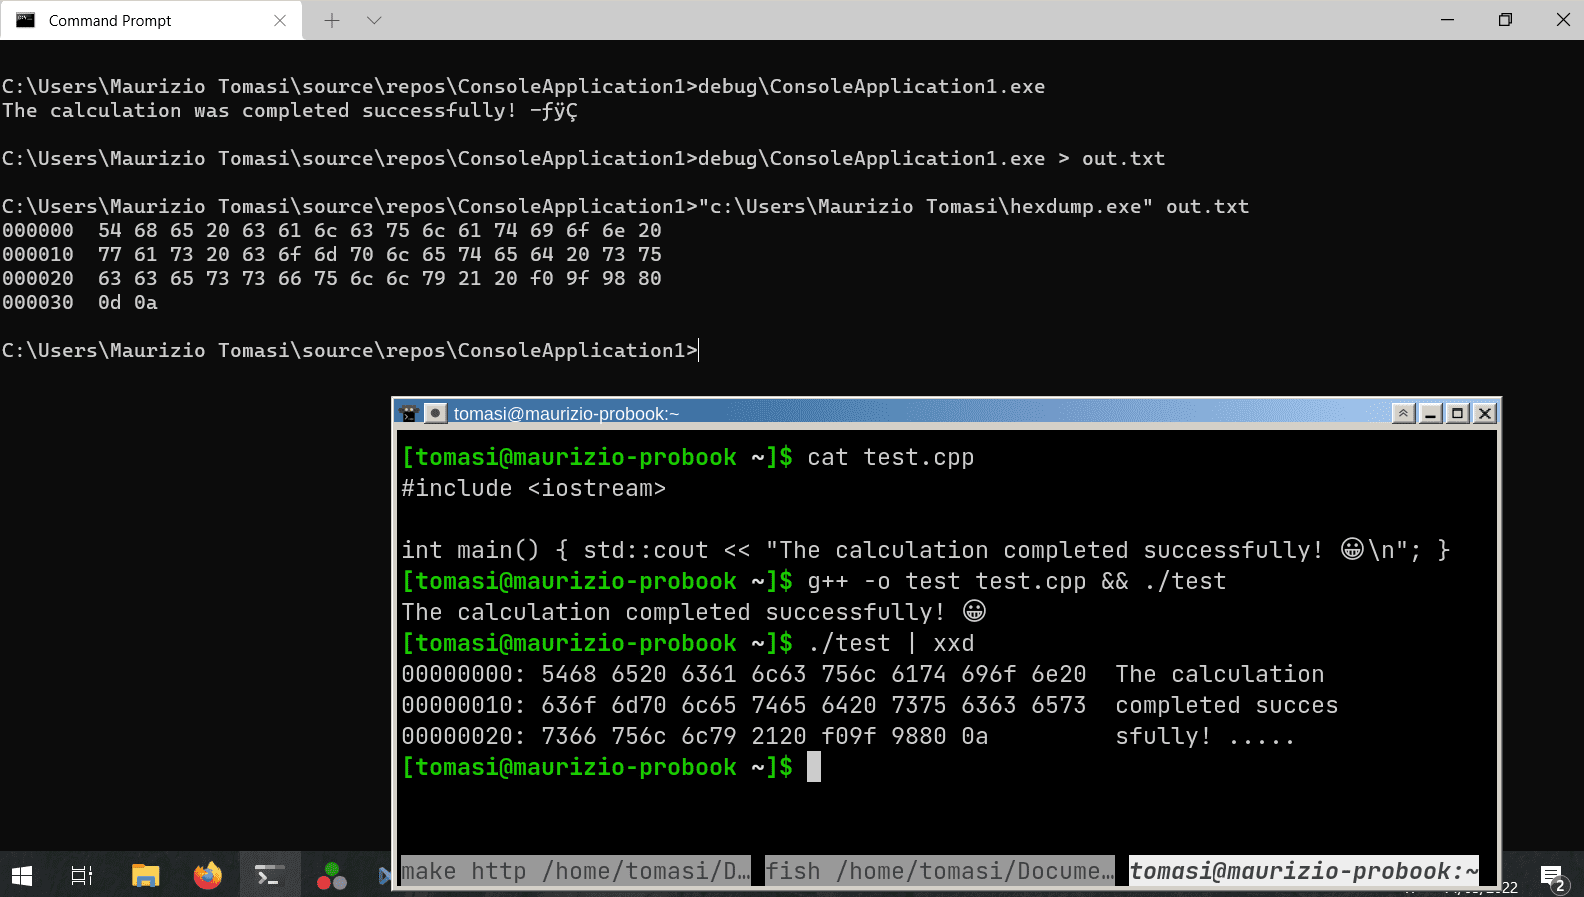 Command Prompt
C:\Users\Maurizio Tomasi\source\repos\ConsoleApplication1>debug\ConsoleApplication1.exe
The calculation was completed successfully! ─ƒÿÇ
C:\Users\Maurizio Tomasi\source\repos\ConsoleApplication1>debug\ConsoleApplication1.exe > out.txt
C:\Users\Maurizio Tomasi\source\repos\ConsoleApplication1>"c:\Users\Maurizio Tomasi\hexdump.exe" out.txt
000000  54 68 65 20 63 61 6c 63 75 6c 61 74 69 6f 6e 20
000010  77 61 73 20 63 6f 6d 70 6c 65 74 65 64 20 73 75
000020  63 63 65 73 73 66 75 6c 6c 79 21 20 f0 9f 98 80
000030  0d 0a
C:\Users\Maurizio Tomasi\source\repos\ConsoleApplication1>
tomasi@maurizio-probook:~
[tomasi@maurizio-probook ~]$ cat test.cpp
#include <iostream>
int main() { std::cout << "The calculation completed successfully! 😀\n"; }
[tomasi@maurizio-probook ~]$ g++ -o test test.cpp && ./test
The calculation completed successfully! 😀
[tomasi@maurizio-probook ~]$ ./test | xxd
00000000: 5468 6520 6361 6c63 756c 6174 696f 6e20  The calculation
00000010: 636f 6d70 6c65 7465 6420 7375 6363 6573  completed succes
00000020: 7366 756c 6c79 2120 f09f 9880 0a         sfully! .....
[tomasi@maurizio-probook ~]$
make http /home/tomasi/D… fish /home/tomasi/Docume… tomasi@maurizio-probook:~
2